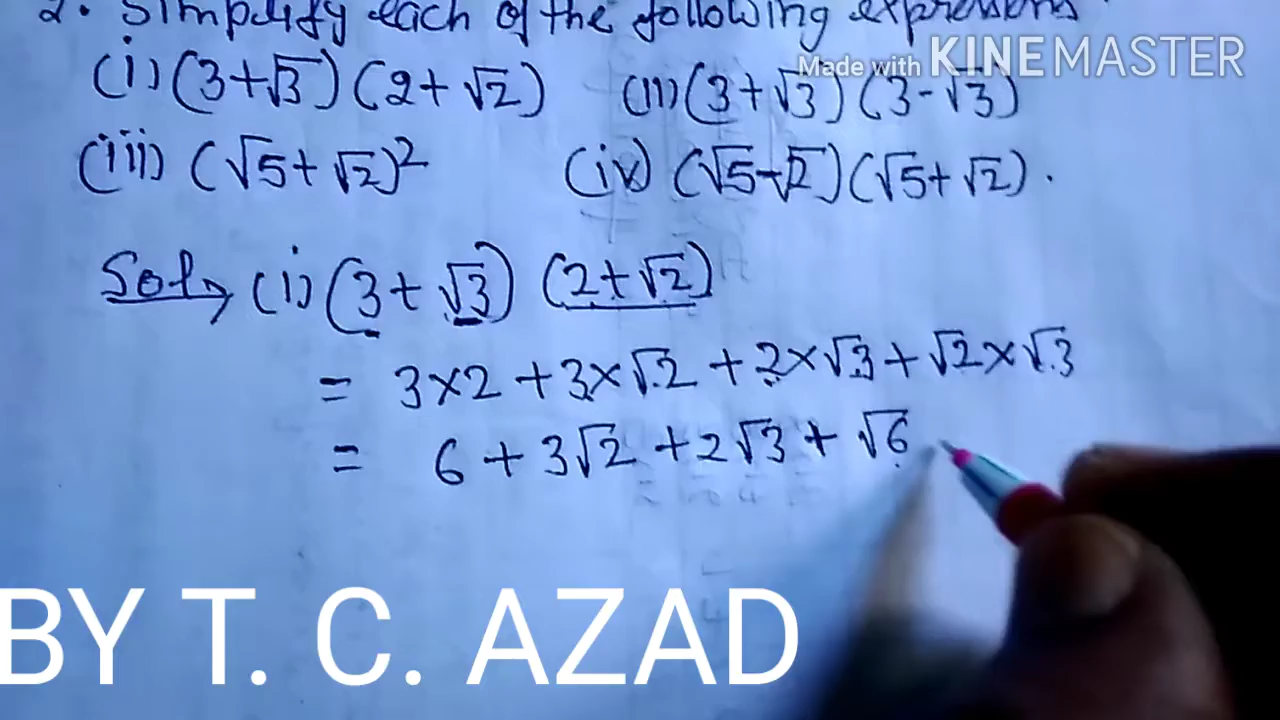 2. Simplify each of the following expressions
Made with KINEMASTER
(i) (3+√3) (2+√2) (ii) (3+√3) (3-√3)
(iii) (√5+√2)² (iv) (√5-√2)(√5+√2).
Sol, (i) (3+√3) (2+√2)
= 3×2 + 3×√2 + 2×√3 + √2×√3
= 6 + 3√2 + 2√3 + √6
BY T. C. AZAD